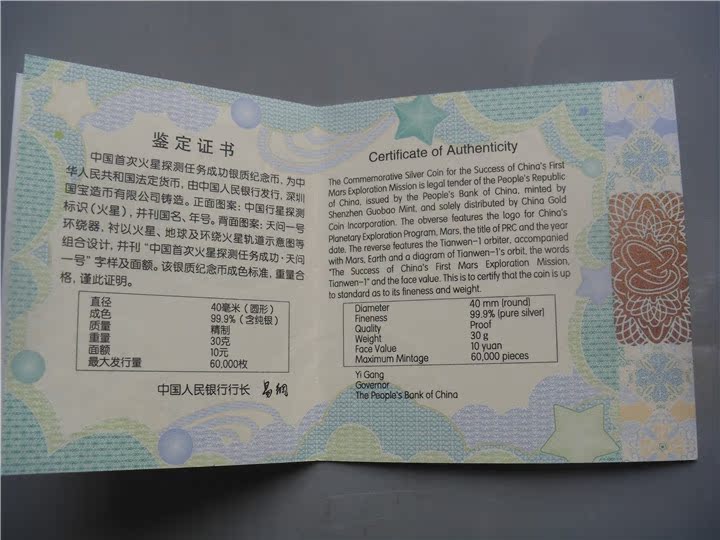 鉴定证书
中国首次火星探测任务成功银质纪念币，为中
华人民共和国法定货币，由中国人民银行发行，深圳
国宝造币有限公司铸造。正面图案：中国行星探测
标识（火星），并刊国名、年号。背面图案：天问一号
环绕器，衬以火星、地球及环绕火星轨道示意图等
组合设计，并刊“中国首次火星探测任务成功·天问
一号”字样及面额。该银质纪念币成色标准，重量合
格，谨此证明。
直径 40毫米（圆形）
成色 99.9%（含纯银）
质量 精制
重量 30克
面额 10元
最大发行量 60,000枚
中国人民银行行长 易纲
Certificate of Authenticity
The Commemorative Silver Coin for the Success of China's First
Mars Exploration Mission is legal tender of the People's Republic
of China, issued by the People's Bank of China, minted by
Shenzhen Guobao Mint, and solely distributed by China Gold
Coin Incorporation. The obverse features the logo for China's
Planetary Exploration Program, Mars, the title of PRC and the year
date. The reverse features the Tianwen-1 orbiter, accompanied
with Mars, Earth and a diagram of Tianwen-1's orbit, the words
"The Success of China's First Mars Exploration Mission,
Tianwen-1" and the face value. This is to certify that the coin is up
to standard as to its fineness and weight.
Diameter 40 mm (round)
Fineness 99.9% (pure silver)
Quality Proof
Weight 30 g
Face Value 10 yuan
Maximum Mintage 60,000 pieces
Yi Gang
Governor
The People's Bank of China